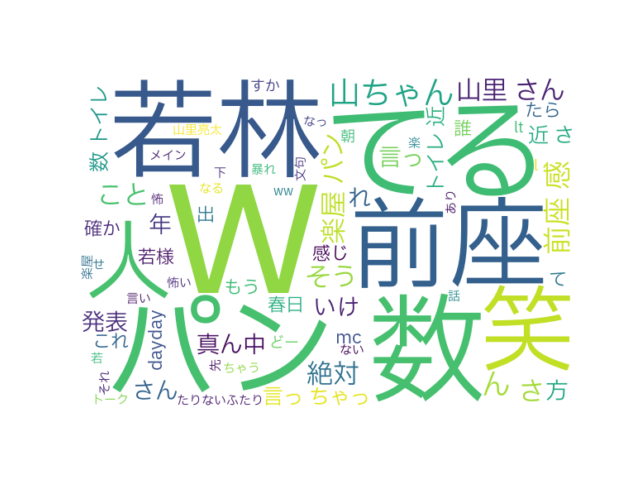 若林
てる
W
前座
人
パン
数
笑
山ちゃん
山里 さん
すか
数 トイレ
山里亮太
メイン
なっ
朝
誰
たら
lt
近 さ
トイレ 近
楽
言っ
楽屋 パン
文句
暴れ
下
なる
ww
れ
あり
前座 感
こと
怖
確か
年
出
若様
感じ
そう
て
楽屋
せ
言い
怖い
もう
春日
いけ
話
発表
これ
dayday
真ん中
どー
mc
ない
絶対
ん
さ
方
若
それ
先
ちゃう
さん
トーク
たりないふたり
言っ ちゃっ